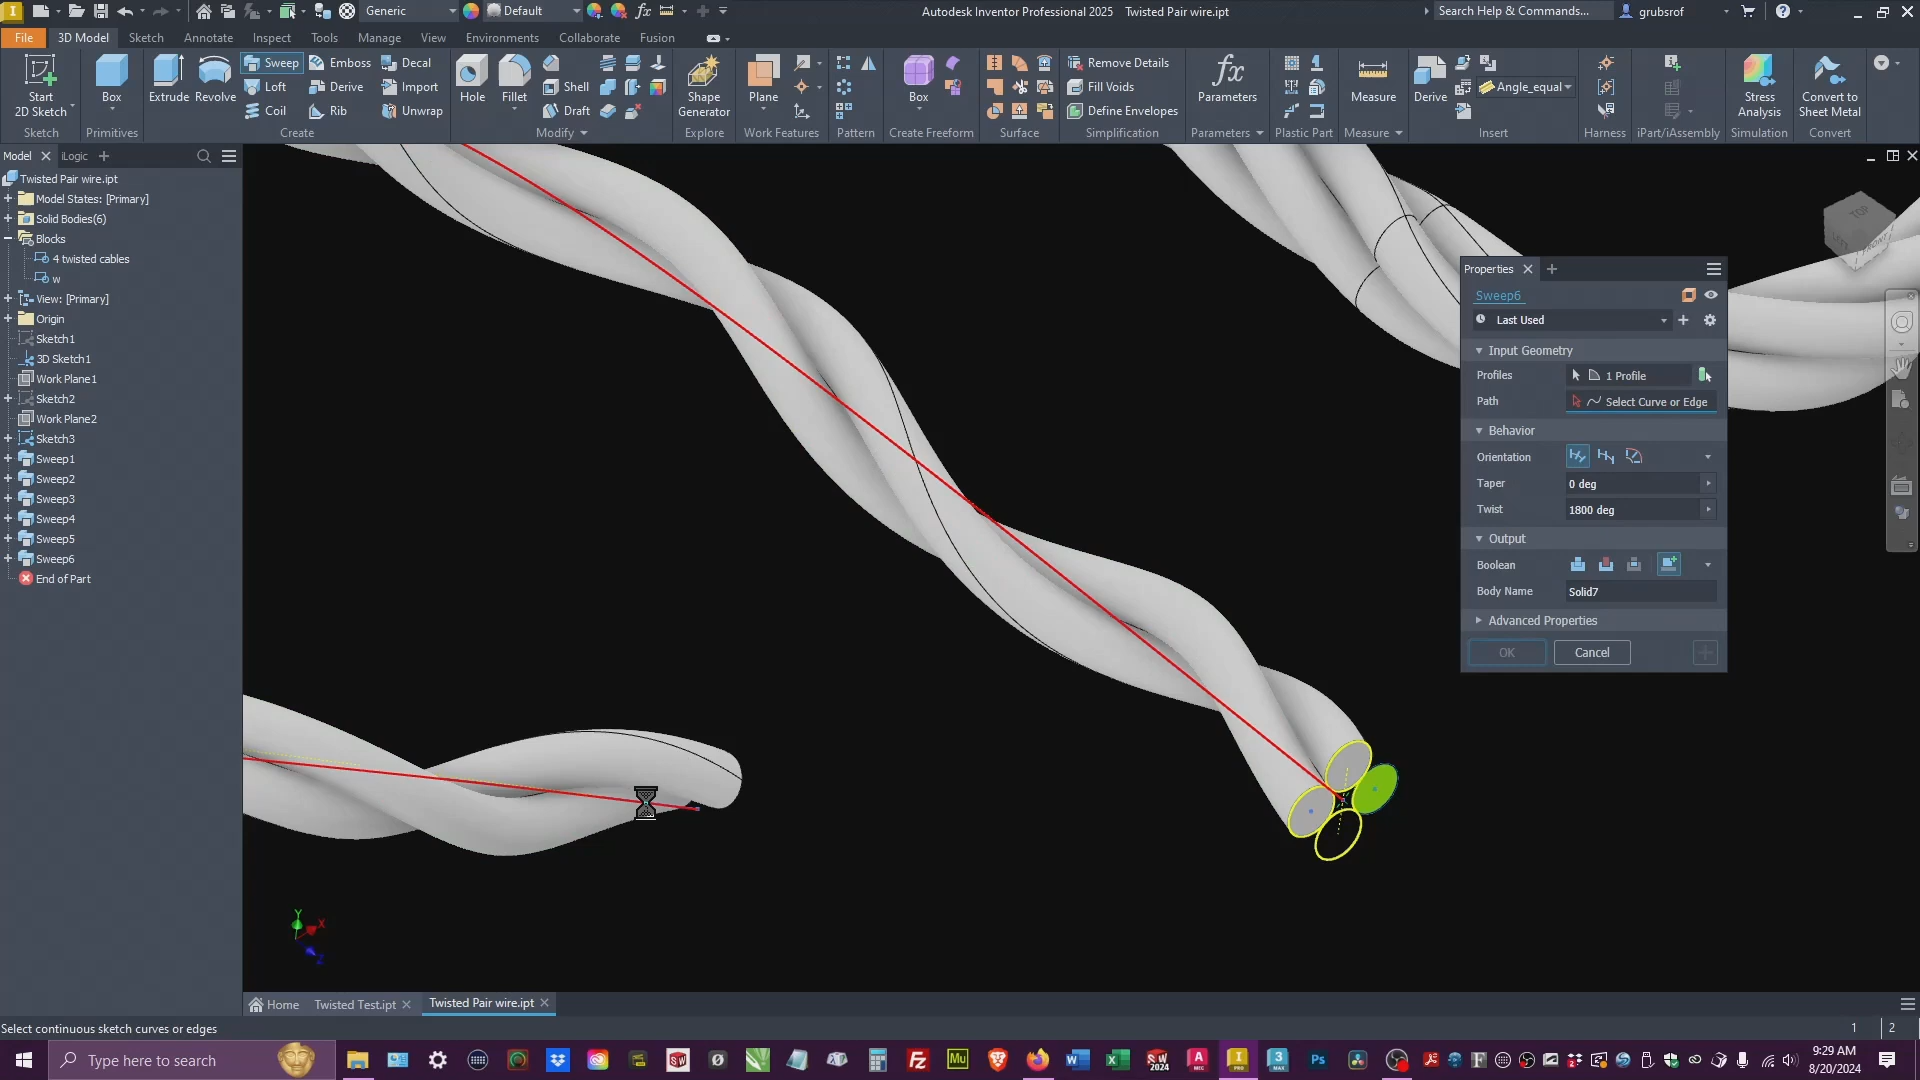 Generic
Default
Autodesk Inventor Professional 2025 Twisted Pair wire.ipt
Search Help & Commands...
grubsrof
File
3D Model
Sketch
Annotate
Inspect
Tools
Manage
View
Environments
Collaborate
Fusion
Start
2D Sketch
Sketch
Box
Primitives
Extrude
Revolve
Sweep
Loft
Coil
Emboss
Derive
Rib
Decal
Import
Unwrap
Create
Hole
Fillet
Shell
Draft
Modify
Shape
Generator
Explore
Plane
Work Features
Pattern
Box
Create Freeform
Surface
Remove Details
Fill Voids
Define Envelopes
Simplification
fx
Parameters
Parameters
Plastic Part
Measure
Measure
Derive
Angle_equal
Insert
Harness
iPart/iAssembly
Stress
Analysis
Simulation
Convert to
Sheet Metal
Convert
Model
iLogic
Twisted Pair wire.ipt
Model States: [Primary]
Solid Bodies(6)
Blocks
4 twisted cables
w
View: [Primary]
Origin
Sketch1
3D Sketch1
Work Plane1
Sketch2
Work Plane2
Sketch3
Sweep1
Sweep2
Sweep3
Sweep4
Sweep5
Sweep6
End of Part
TOP
FRONT
Properties
Sweep6
Last Used
Input Geometry
Profiles 1 Profile
Path Select Curve or Edge
Behavior
Orientation
Taper 0 deg
Twist 1800 deg
Output
Boolean
Body Name Solid7
Advanced Properties
OK
Cancel
Y
X
Z
Home
Twisted Test.ipt
Twisted Pair wire.ipt
Select continuous sketch curves or edges
1
2
Type here to search
9:29 AM
8/20/2024